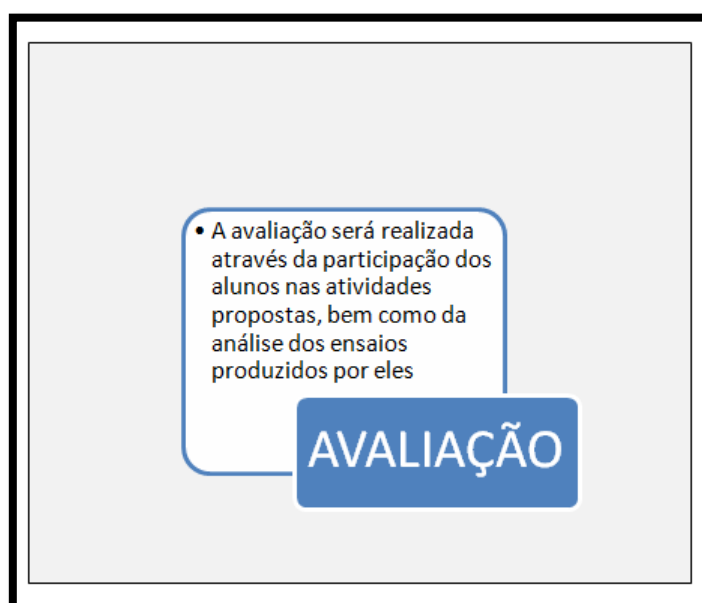 • A avaliação será realizada
através da participação dos
alunos nas atividades
propostas, bem como da
análise dos ensaios
produzidos por eles
AVALIAÇÃO